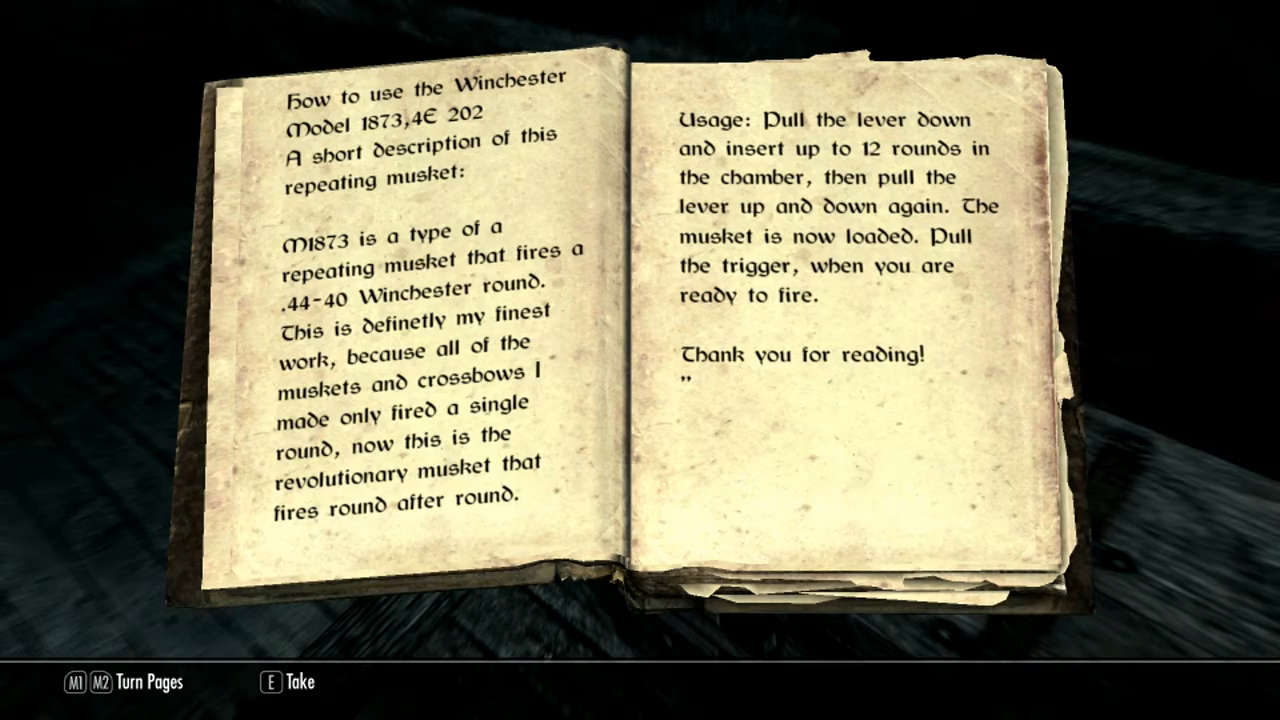 How to use the Winchester
Model 1873,4E 202
A short description of this
repeating musket:
M1873 is a type of a
repeating musket that fires a
.44-40 Winchester round.
This is definetly my finest
work, because all of the
muskets and crossbows I
made only fired a single
round, now this is the
revolutionary musket that
fires round after round.
Usage: Pull the lever down
and insert up to 12 rounds in
the chamber, then pull the
lever up and down again. The
musket is now loaded. Pull
the trigger, when you are
ready to fire.
Thank you for reading!
"
M1 M2 Turn Pages
E Take